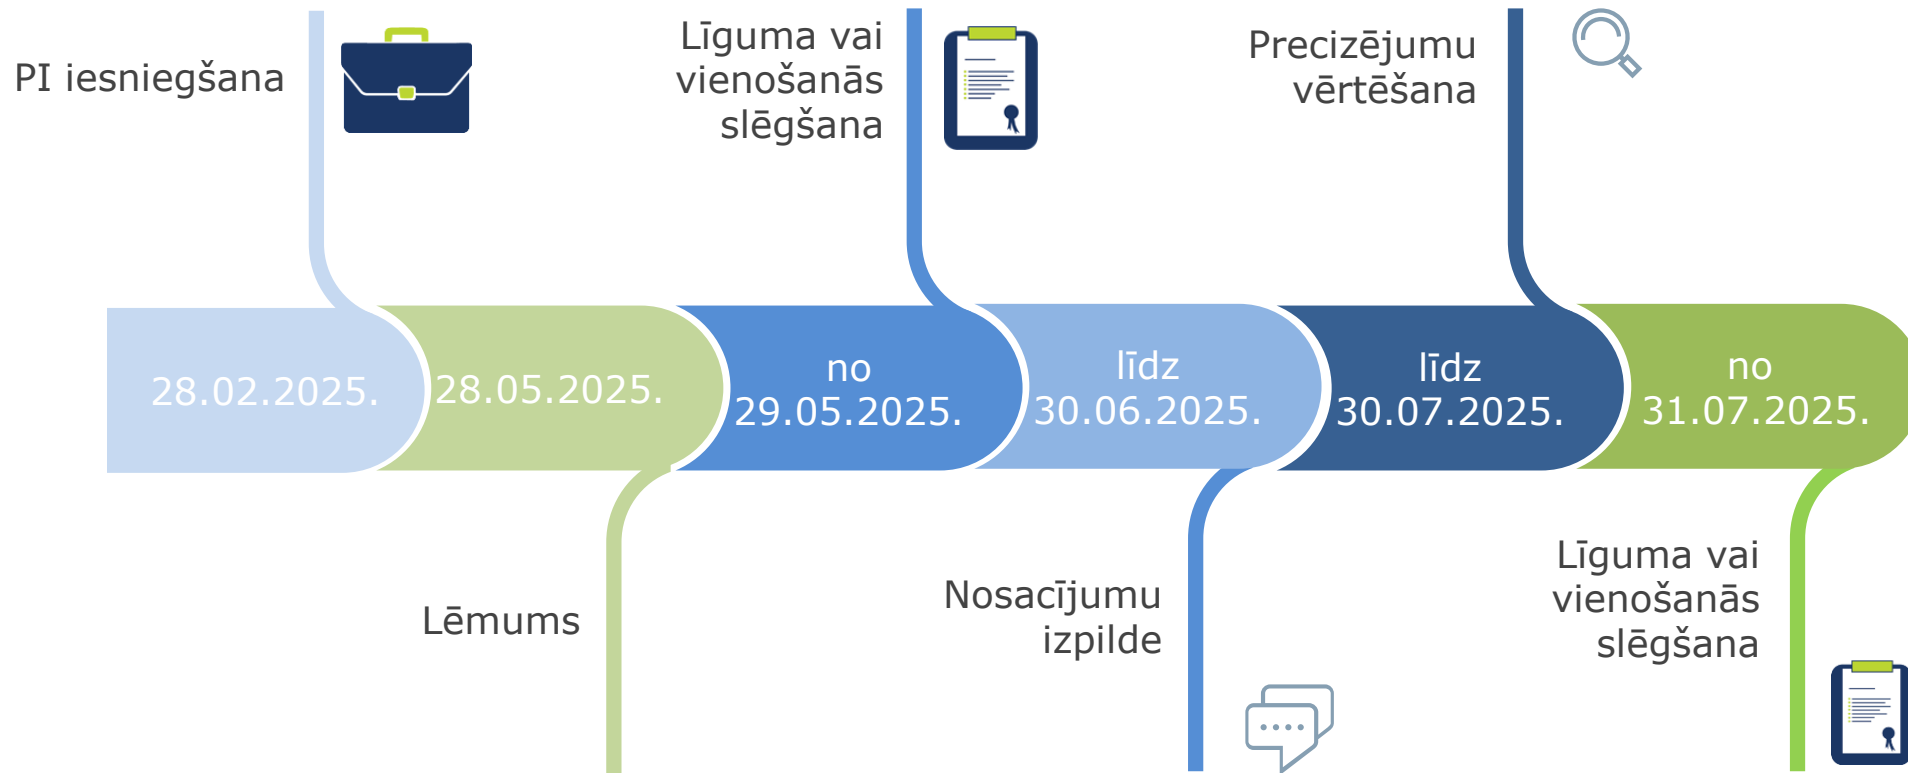 PI iesniegšana
Līguma vai
vienošanās
slēgšana
Precizējumu
vērtēšana
28.02.2025.
28.05.2025.
no
29.05.2025.
līdz
30.06.2025.
līdz
30.07.2025.
no
31.07.2025.
Lēmums
Nosacījumu
izpilde
Līguma vai
vienošanās
slēgšana